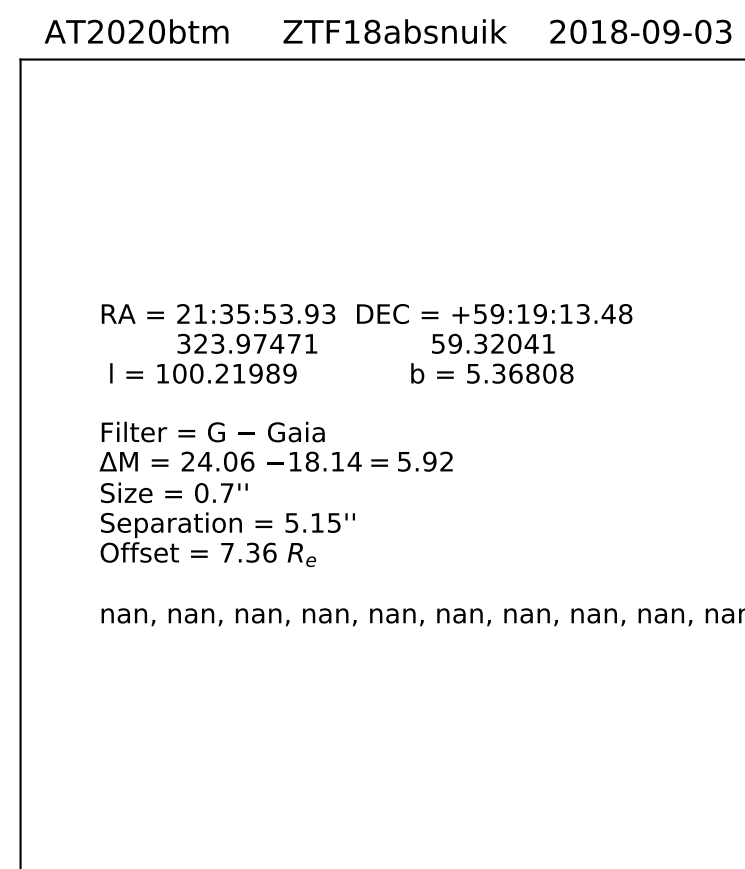 AT2020btm ZTF18absnuik 2018-09-03
RA = 21:35:53.93 DEC = +59:19:13.48
323.97471 59.32041
l = 100.21989 b = 5.36808
Filter = G − Gaia
ΔM = 24.06 −18.14 = 5.92
Size = 0.7''
Separation = 5.15''
Offset = 7.36 Rₑ
nan, nan, nan, nan, nan, nan, nan, nan, nan, nan